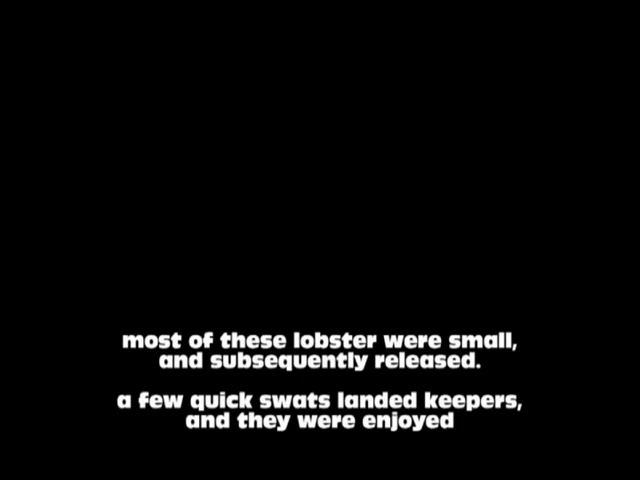 most of these lobster were small,
and subsequently released.
a few quick swats landed keepers,
and they were enjoyed